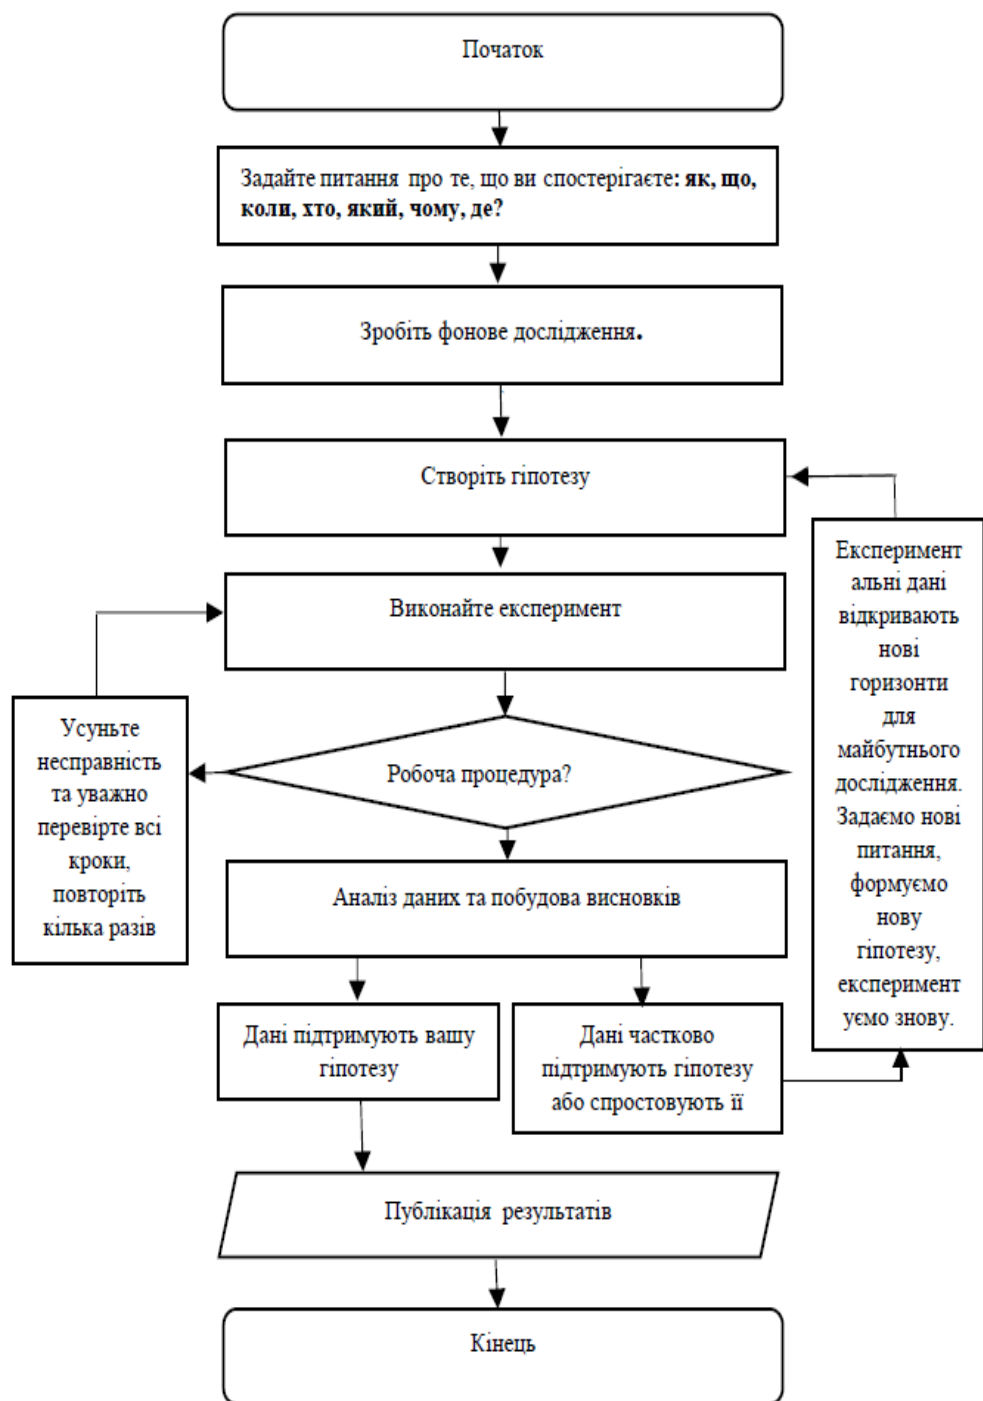 Початок
Задайте питання про те, що ви спостерігаєте: як, що,
коли, хто, який, чому, де?
Зробіть фонове дослідження.
Створіть гіпотезу
Виконайте експеримент
Робоча процедура?
Усуньте
несправність
та уважно
перевірте всі
кроки,
повторіть
кілька разів
Аналіз даних та побудова висновків
Дані підтримують вашу
гіпотезу
Дані частково
підтримують гіпотезу
або спростовують її
Експеримент
альні дані
відкривають
нові
горизонти
для
майбутнього
дослідження.
Задаємо нові
питання,
формуємо
нову
гіпотезу,
експеримент
уємо знову.
Публікація результатів
Кінець